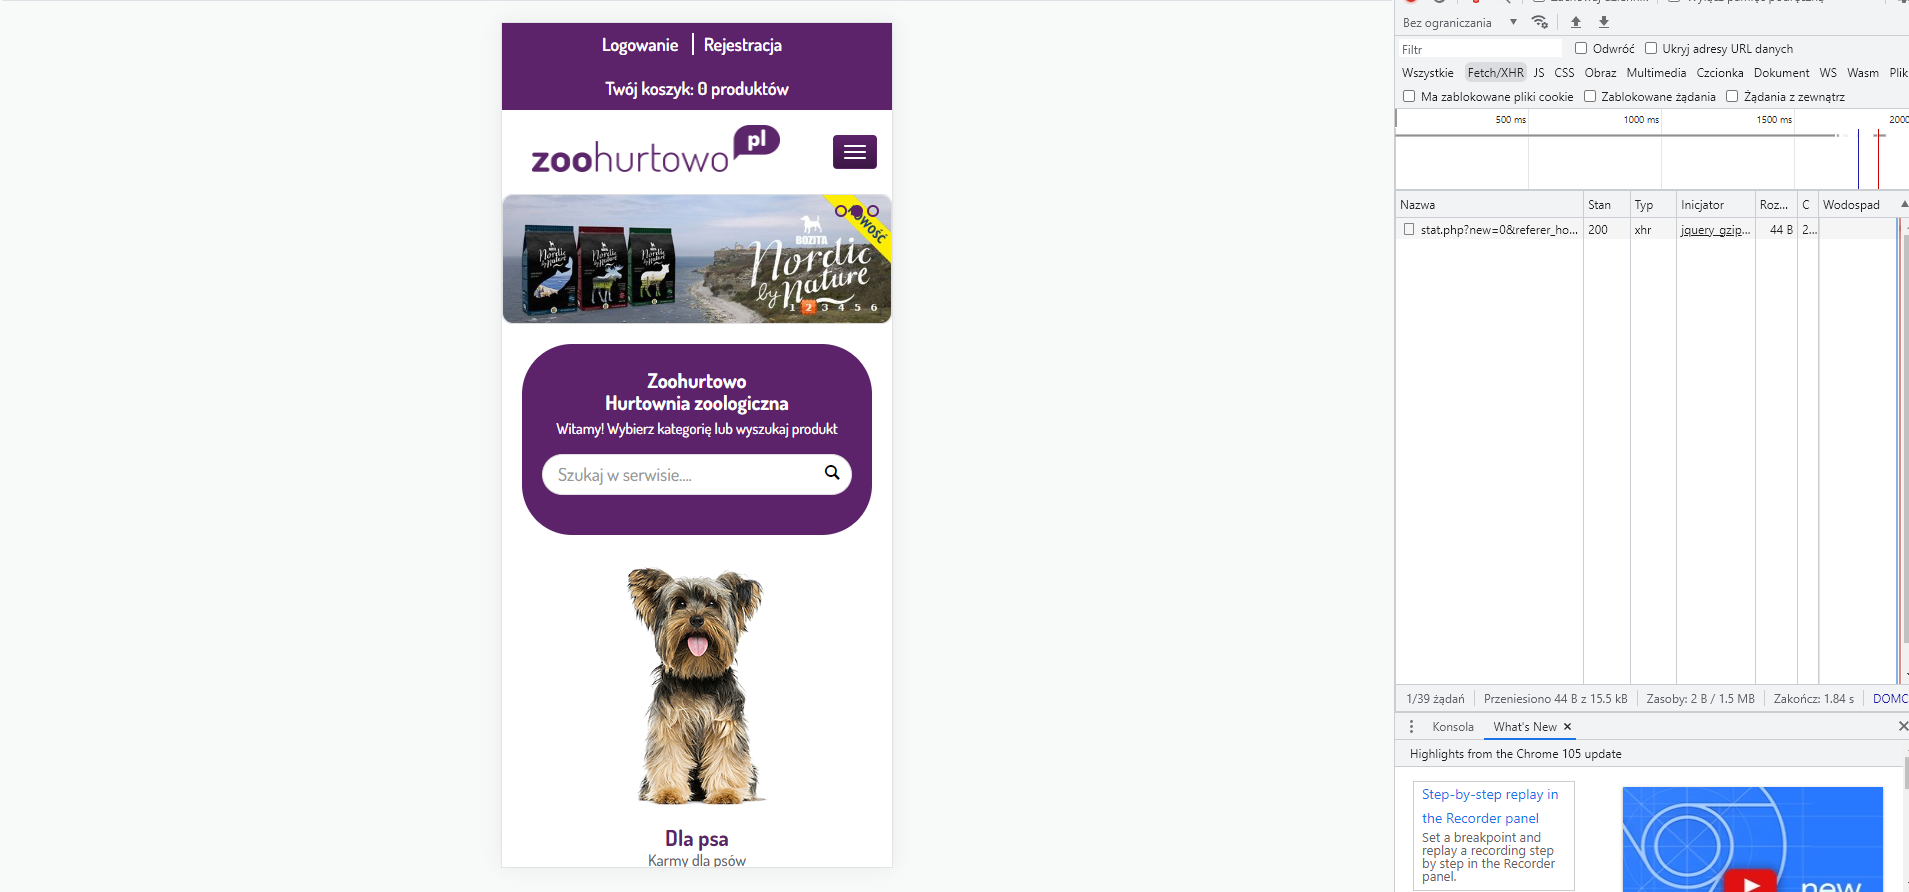 Logowanie
Rejestracja
Twój koszyk: 0 produktów
zoohurtowo pl
NOWOŚĆ
BOZITA
Nordic
by Nature
1 2 3 4 5 6
Zoohurtowo
Hurtownia zoologiczna
Witamy! Wybierz kategorię lub wyszukaj produkt
Szukaj w serwisie....
Dla psa
Karmy dla psów
Bez ograniczania
Filtr
Odwróć
Ukryj adresy URL danych
Wszystkie Fetch/XHR JS CSS Obraz Multimedia Czcionka Dokument WS Wasm Plik
Ma zablokowane pliki cookie
Zablokowane żądania
Żądania z zewnątrz
500 ms 1000 ms 1500 ms 2000
Nazwa Stan Typ Inicjator Roz... C Wodospad
stat.php?new=0&referer_ho... 200 xhr jquery_gzip... 44 B 2...
1/39 żądań Przeniesiono 44 B z 15.5 kB Zasoby: 2 B / 1.5 MB Zakończ: 1.84 s DOMC
Konsola What's New
Highlights from the Chrome 105 update
Step-by-step replay in
the Recorder panel
Set a breakpoint and
replay a recording step
by step in the Recorder
panel.
new